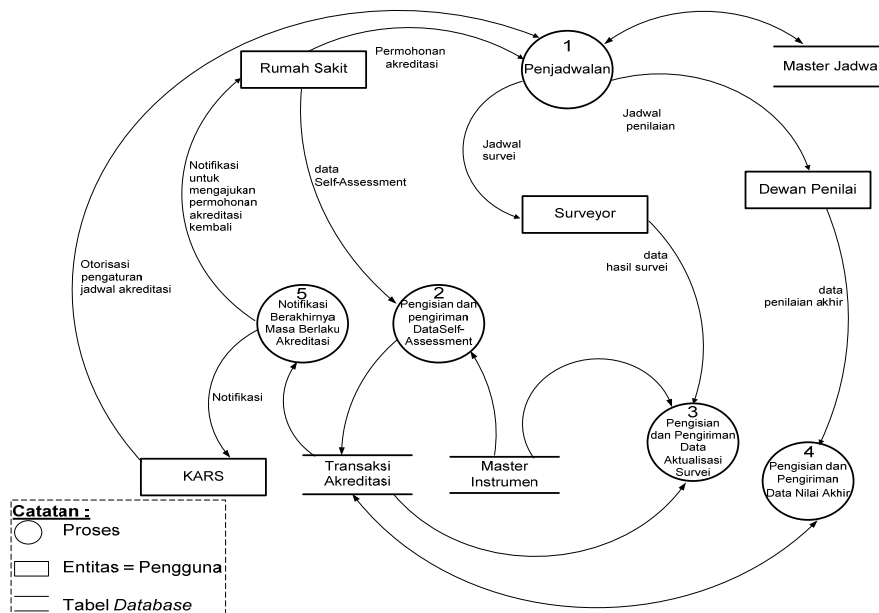 1
Penjadwalan
Permohonan
akreditasi
Rumah Sakit
Master Jadwa
Jadwal
penilaian
Jadwal
survei
Notifikasi
untuk
mengajukan
permohonan
akreditasi
kembali
data
Self-Assessment
Dewan Penilai
Surveyor
data
hasil survei
Otorisasi
pengaturan
jadwal akreditasi
5
Notifikasi
Berakhirnya
Masa Berlaku
Akreditasi
2
Pengisian dan
pengiriman
DataSelf-
Assessment
data
penilaian akhir
Notifikasi
3
Pengisian
dan Pengiriman
Data
Aktualisasi
Survei
4
Pengisian dan
Pengiriman
Data Nilai Akhir
KARS
Transaksi
Akreditasi
Master
Instrumen
Catatan :
Proses
Entitas = Pengguna
Tabel Database